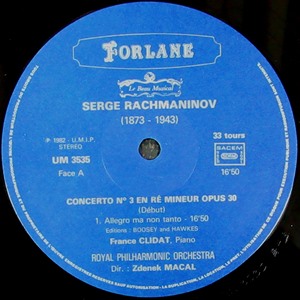 FORLANE
Le Beau Musical
SERGE RACHMANINOV
(1873 - 1943)
℗ 1982 - U.M.I.P.
STEREO
33 tours
UM 3535
SACEM
Face A
16'50
CONCERTO N° 3 EN RÉ MINEUR OPUS 30
(Début)
1. Allegro ma non tanto - 16'50
Editions : BOOSEY and HAWKES
France CLIDAT, Piano
ROYAL PHILHARMONIC ORCHESTRA
Dir. : Zdenek MACAL